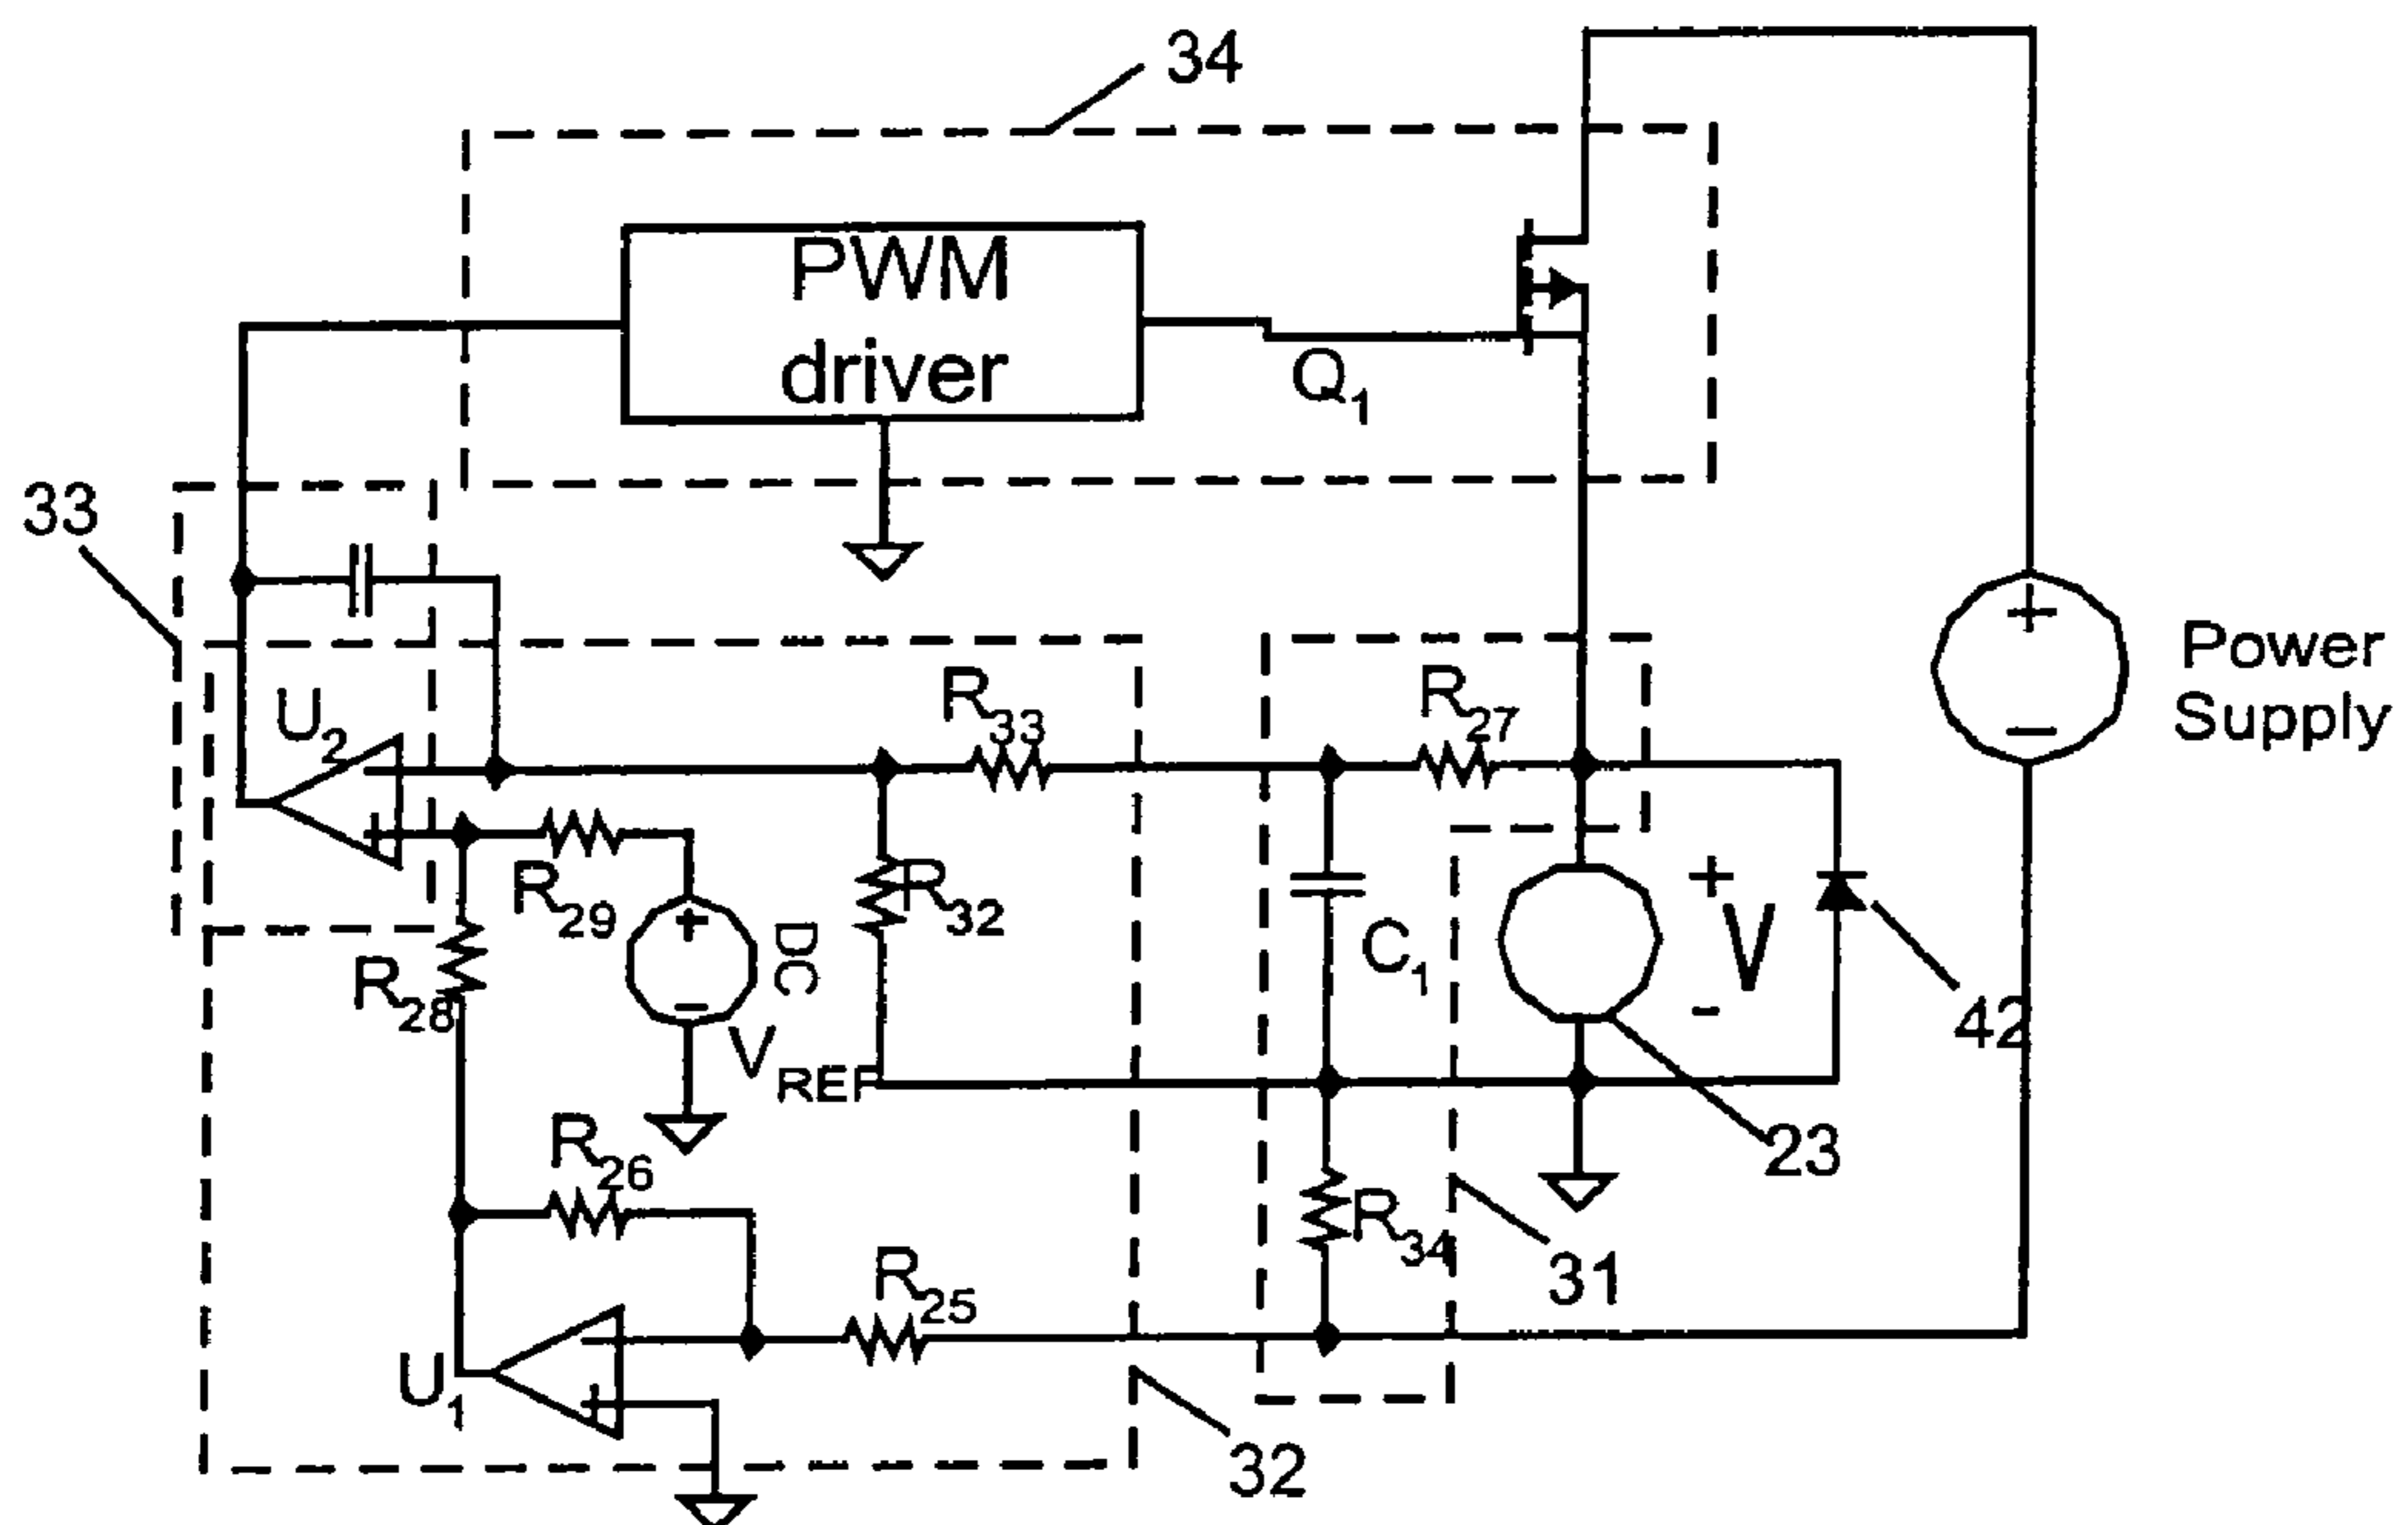 34
PWM
driver
Q1
33
Power
Supply
U2
R33
R27
R29
R32
DC
C1
+
V
-
42
R28
VREF
23
R26
R34
31
R25
U1
32